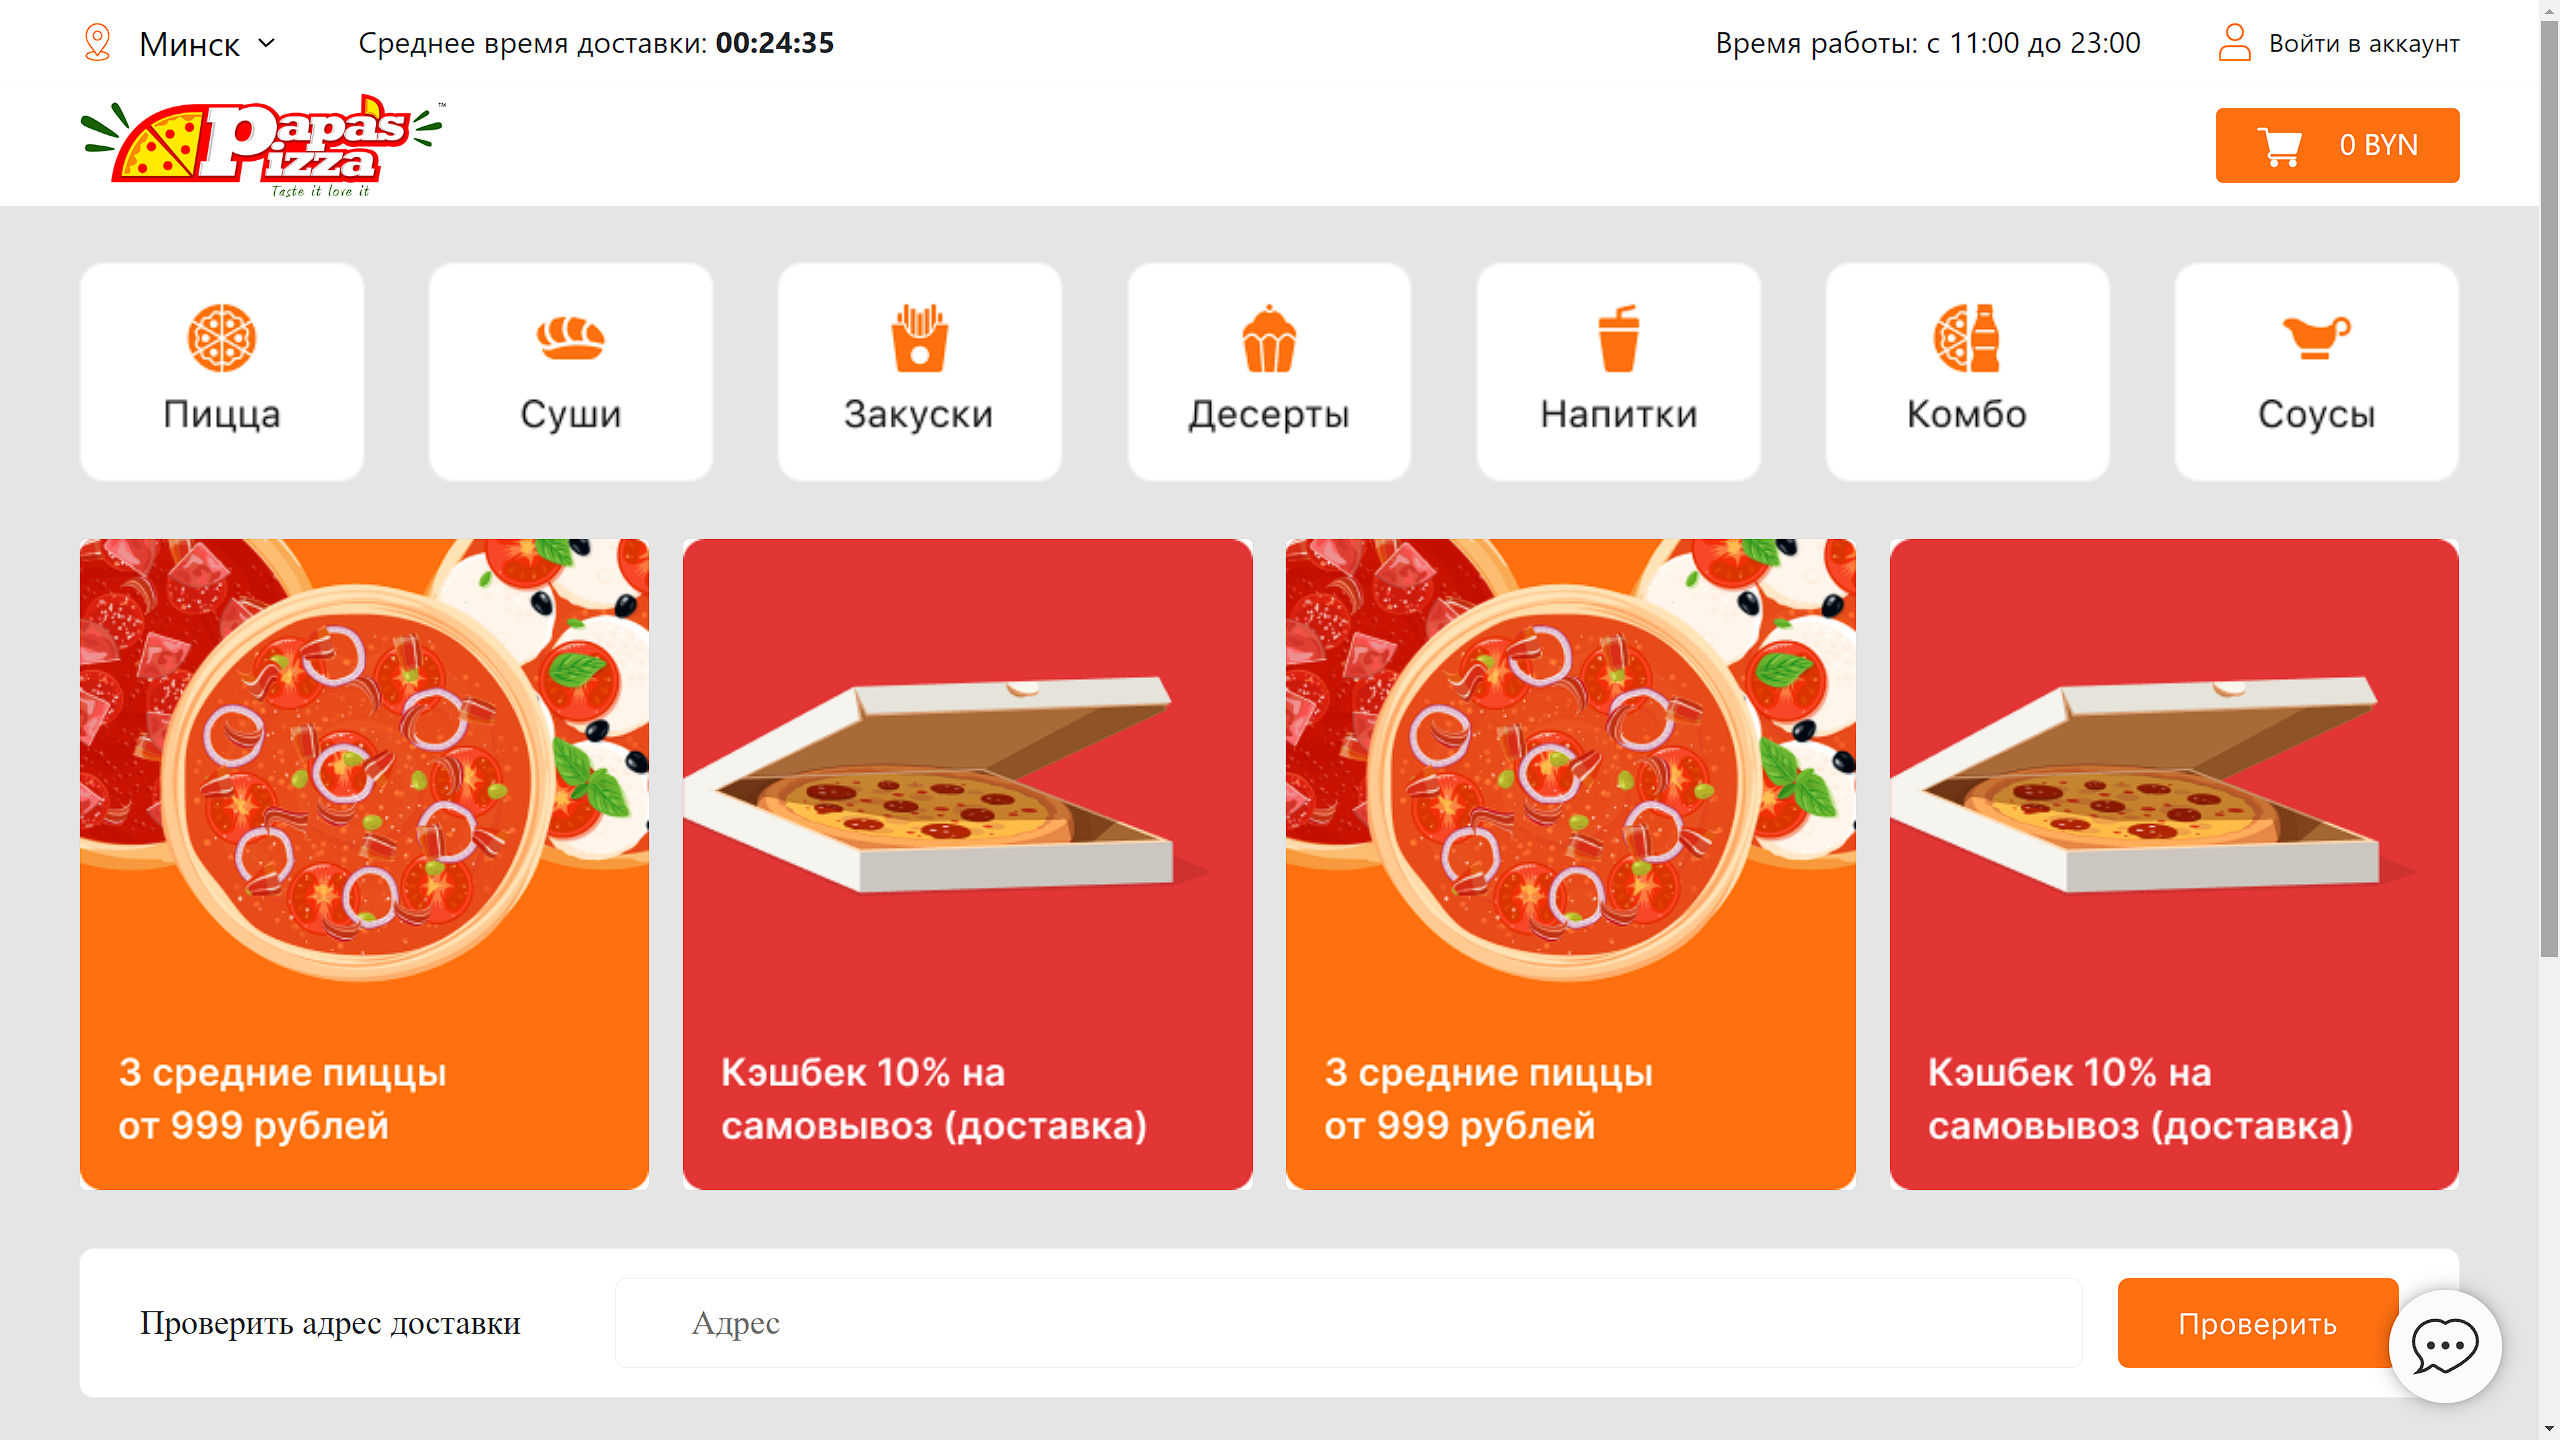 Минск
Среднее время доставки: 00:24:35
Время работы: с 11:00 до 23:00
Войти в аккаунт
Papa's
Pizza
™
Taste it love it
0 BYN
Пицца
Суши
Закуски
Десерты
Напитки
Комбо
Соусы
3 средние пиццы
от 999 рублей
Кэшбек 10% на
самовывоз (доставка)
3 средние пиццы
от 999 рублей
Кэшбек 10% на
самовывоз (доставка)
Проверить адрес доставки
Адрес
Проверить